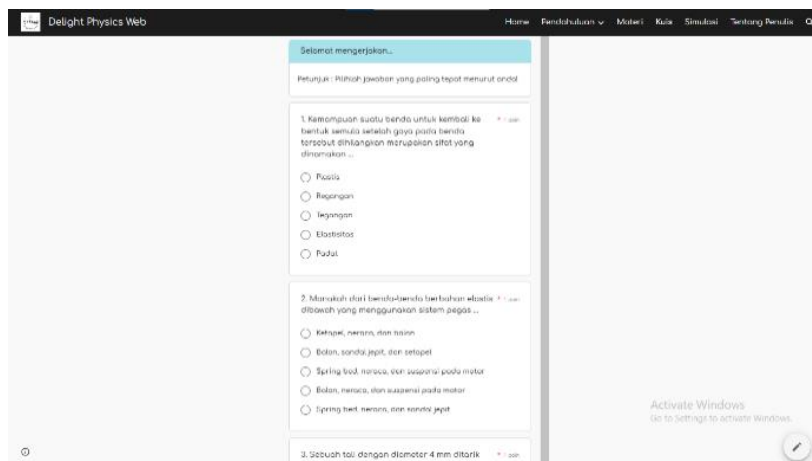 Delight Physics Web
Home Pendahuluan Materi Kuis Simulasi Tentang Penulis
Selamat mengerjakan...
Petunjuk : Pilihlah jawaban yang paling tepat menurut anda!
1. Kemampuan suatu benda untuk kembali ke
bentuk semula setelah gaya pada benda
tersebut dihilangkan merupakan sifat yang
dinamakan ...
Plastis
Regangan
Tegangan
Elastisitas
Padat
2. Manakah dari benda-benda berbahan elastis
dibawah yang menggunakan sistem pegas ...
Ketapel, neraca, dan balon
Balon, sandal jepit, dan
Spring bed, neraca, dan suspensi pada motor
Balon, neraca, dan suspensi pada motor
Spring bed, neraca, dan sandal jepit
3. Sebuah tali dengan diameter 4 mm ditarik
Activate Windows
Go to Settings to activate Windows.